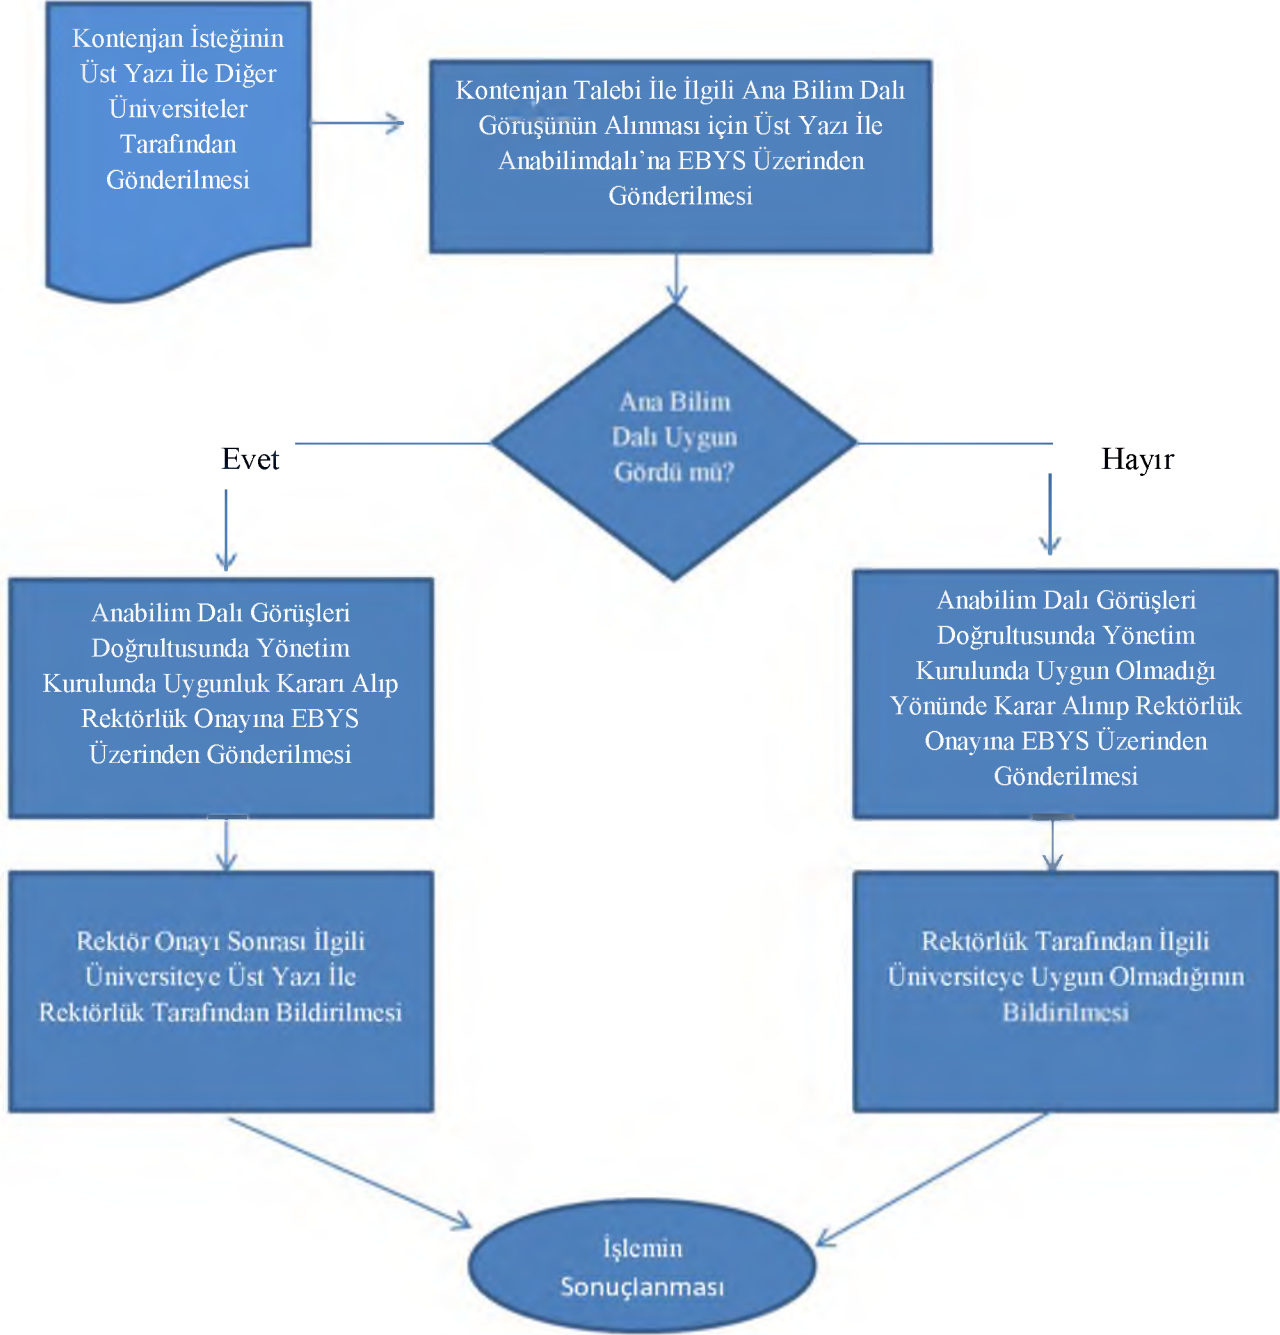 Kontenjan İsteğinin
Üst Yazı İle Diğer
Üniversiteler
Tarafından
Gönderilmesi
Kontenjan Talebi İle İlgili Ana Bilim Dalı
Göruşünün Alınması için Üst Yazı İle
Anabilimdalı’na EBYS Üzerinden
Gönderilmesi
Ana Bilim
Dalı Uygun
Gördü mü?
Evet
Hayır
Anabilim Dalı Görüşleri
Doğrultusunda Yönetim
Kurulunda Uygunluk Kararı Alıp
Rektörlük Onayına EBYS
Üzerinden Gönderilmesi
Anabilim Dalı Görüşleri
Doğrultusunda Yönetim
Kurulunda Uygun Olmadığı
Yönünde Karar Alınıp Rektörlük
Onayına EBYS Üzerinden
Gönderilmesi
Rektör Onayı Sonrası İlgili
Üniversiteye Üst Yazı İle
Rektörlük Tarafından Bildirilmesi
Rektörlük Tarafından İlgili
Üniversiteye Uygun Olmadığının
Bildirilmesi
İşlemin
Sonuçlanması